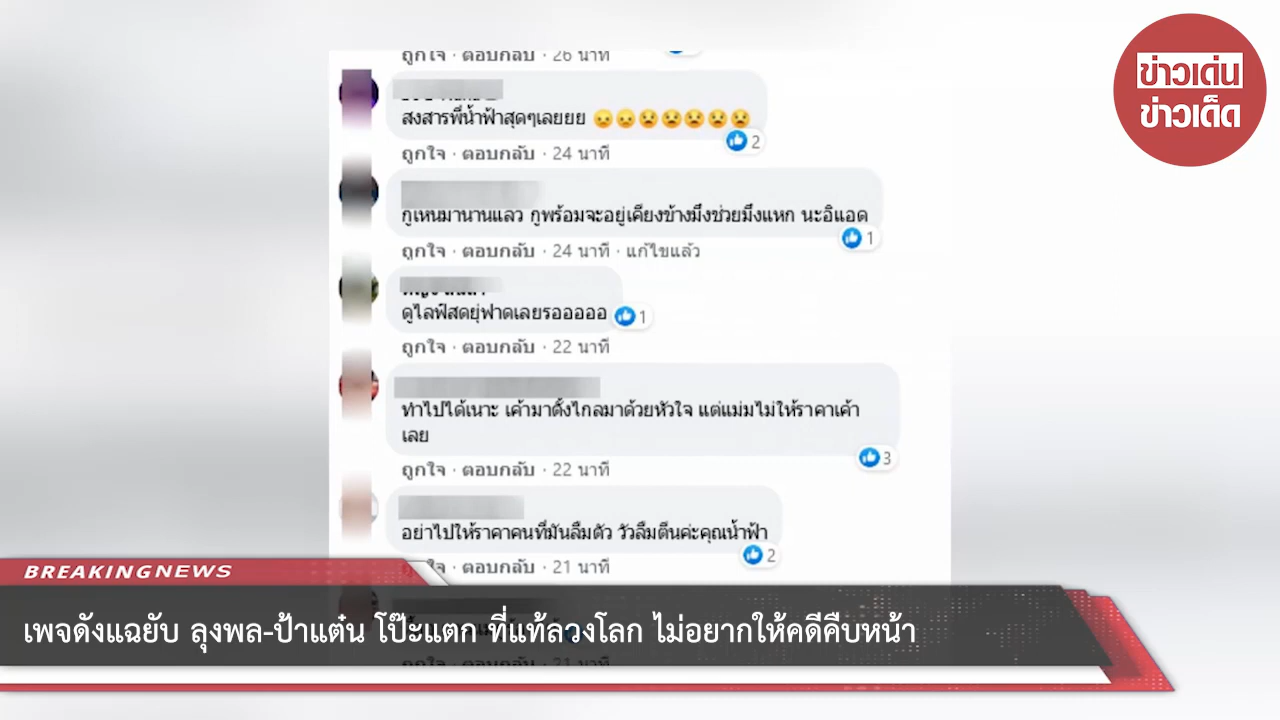 ถูกใจ · ตอบกลับ · 26 นาที
ข่าวเด่น
ข่าวเด็ด
สงสารพี่น้ำฟ้าสุดๆเลยยย 😖😖😧😧😧😧😧
2
ถูกใจ · ตอบกลับ · 24 นาที
กูเหนมานานแลว กูพร้อมจะอยู่เคียงข้างมึงช่วยมึงแหก นะอิแอด
1
ถูกใจ · ตอบกลับ · 24 นาที · แก้ไขแล้ว
ดูไลฟ์สดยุ่ฟาดเลยรอออออ
1
ถูกใจ · ตอบกลับ · 22 นาที
ทำไปได้เนาะ เค้ามาตั้งไกลมาด้วยหัวใจ แต่แม่มไม่ให้ราคาเค้า
เลย
3
ถูกใจ · ตอบกลับ · 22 นาที
อย่าไปให้ราคาคนที่มันลืมตัว วัวลืมตีนค่ะคุณน้ำฟ้า
2
ถูกใจ · ตอบกลับ · 21 นาที
BREAKING NEWS
เพจดังแฉยับ ลุงพล-ป้าแต๋น โป๊ะแตก ที่แท้ลวงโลก ไม่อยากให้คดีคืบหน้า
ตอบกลับ · 21 นาที